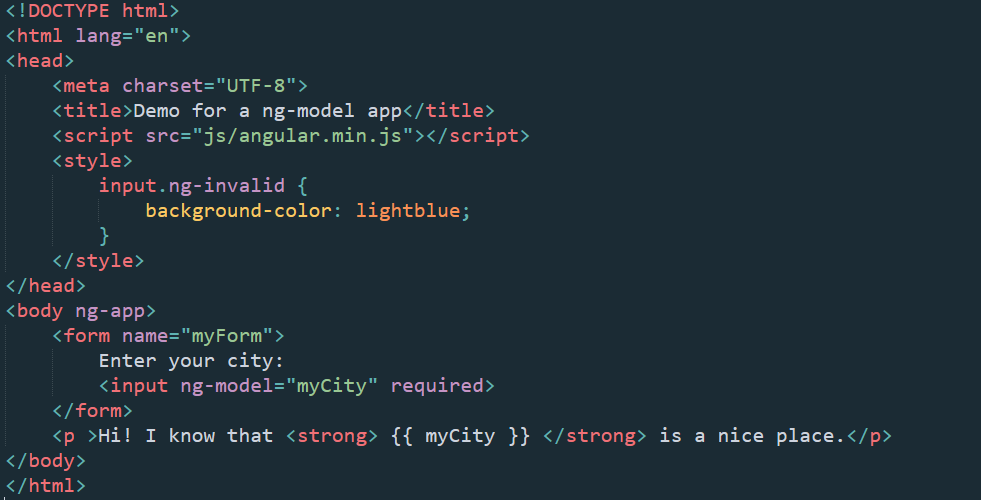 <!DOCTYPE html>
<html lang="en">
<head>
    <meta charset="UTF-8">
    <title>Demo for a ng-model app</title>
    <script src="js/angular.min.js"></script>
    <style>
        input.ng-invalid {
            background-color: lightblue;
        }
    </style>
</head>
<body ng-app>
    <form name="myForm">
        Enter your city:
        <input ng-model="myCity" required>
    </form>
    <p >Hi! I know that <strong> {{ myCity }} </strong> is a nice place.</p>
</body>
</html>